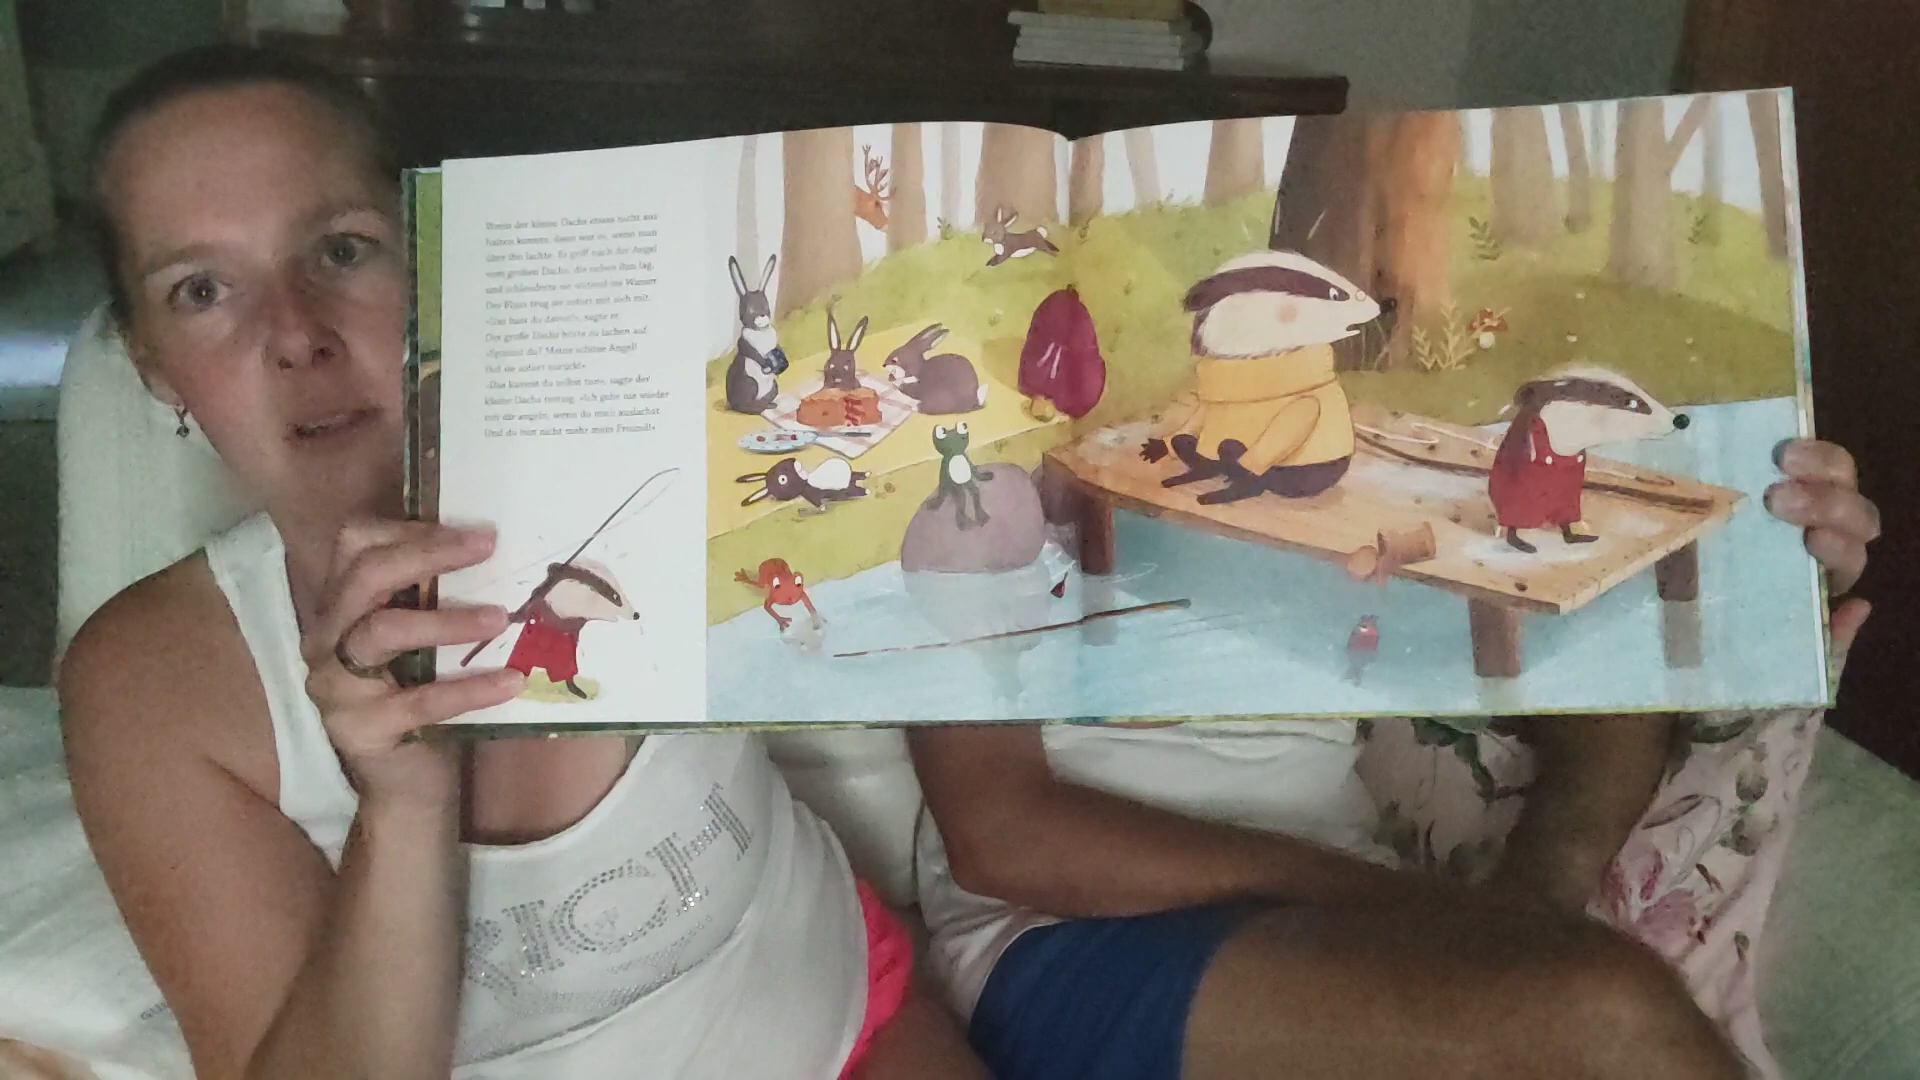 Wenn der kleine Dachs etwas nicht aus-
halten konnte, dann war es, wenn man
über ihn lachte. Er griff nach der Angel
vom großen Dachs, die neben ihm lag,
und schleuderte sie wütend ins Wasser.
Der Fluss trug sie sofort mit sich mit.
«Das hast du davon!», sagte er.
Der große Dachs hörte zu lachen auf.
«Spinnst du? Meine schöne Angel!
Hol sie sofort zurück!»
«Das kannst du selbst tun», sagte der
kleine Dachs trotzig. «Ich gehe nie wieder
mit dir angeln, wenn du mich auslachst.
Und du bist nicht mehr mein Freund!»
RICH